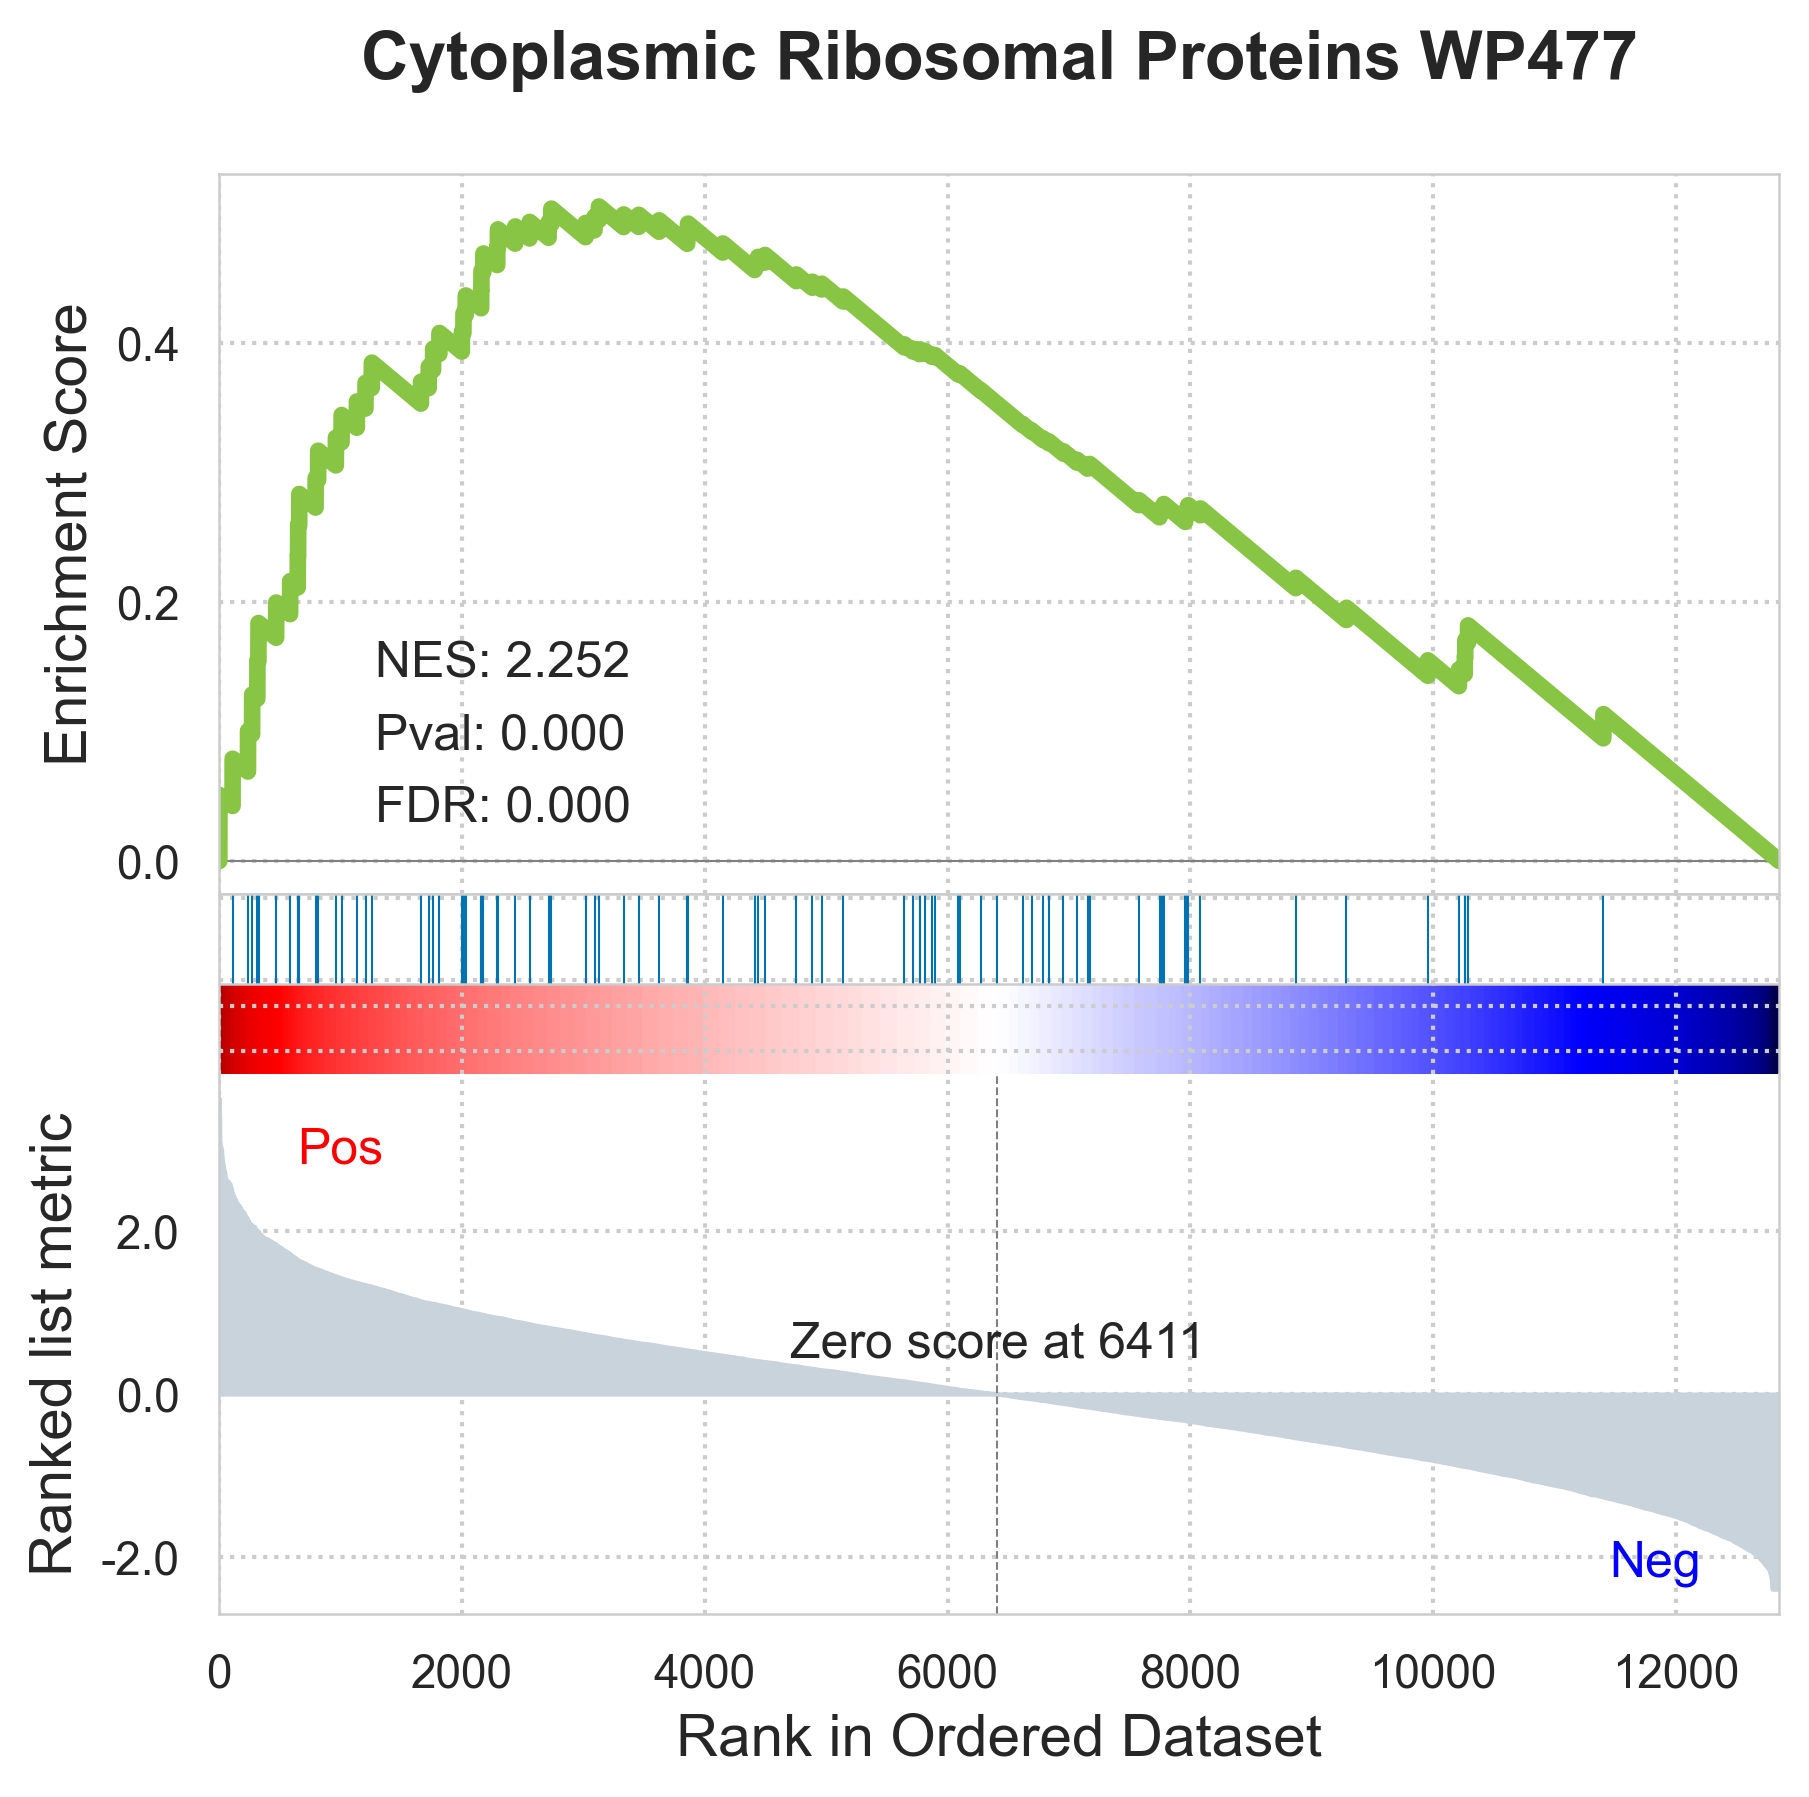 Cytoplasmic Ribosomal Proteins WP477
Enrichment Score
0.4
0.2
0.0
NES: 2.252
Pval: 0.000
FDR: 0.000
Ranked list metric
Pos
2.0
0.0
-2.0
Zero score at 6411
Neg
0 2000 4000 6000 8000 10000 12000
Rank in Ordered Dataset